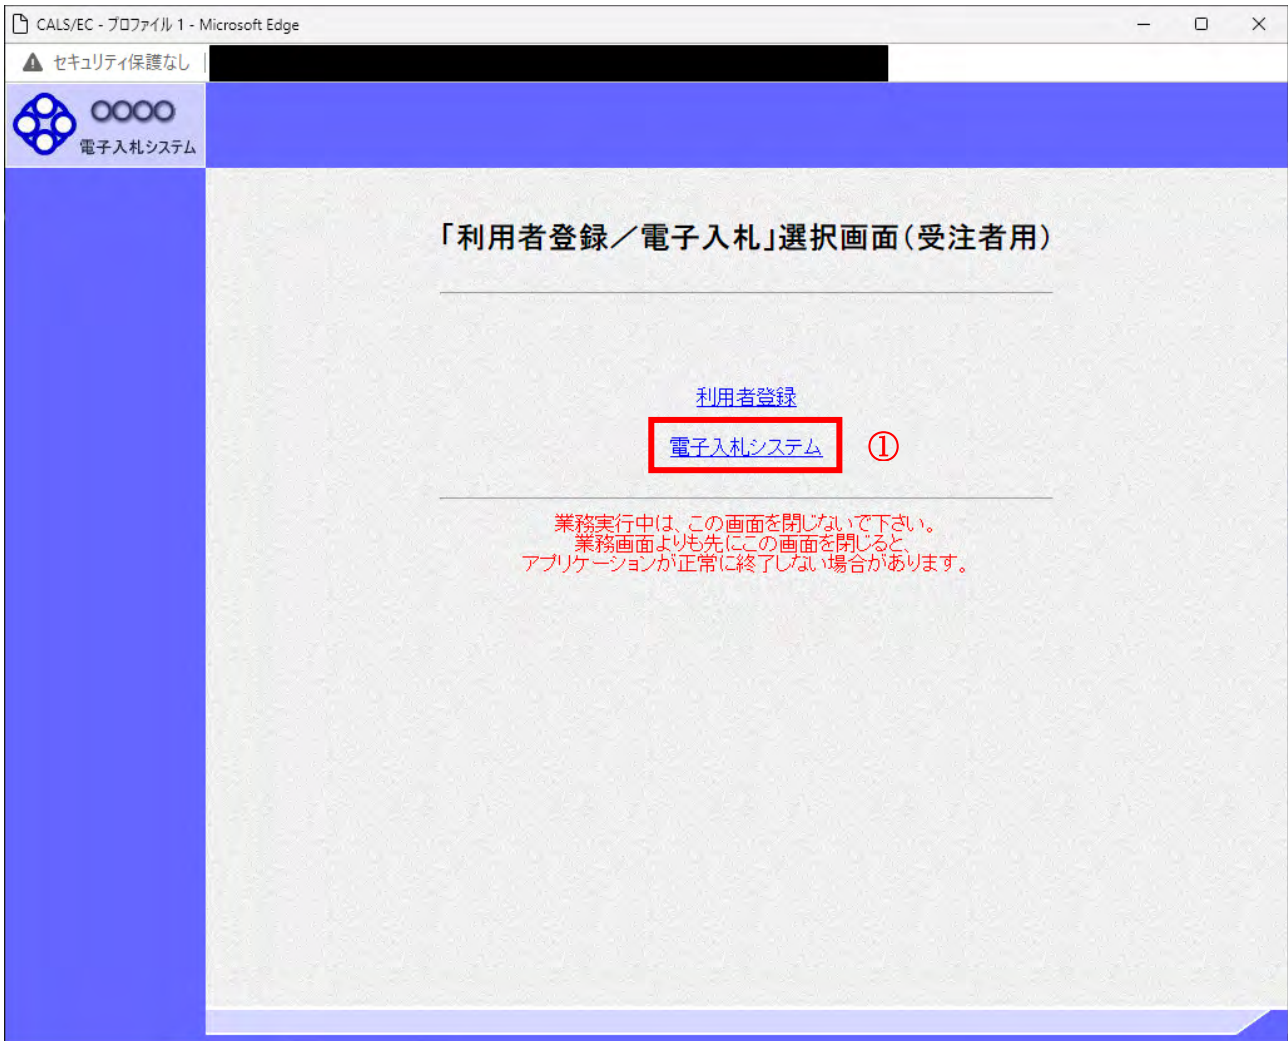 CALS/EC - プロファイル 1 - Microsoft Edge
セキュリティ保護なし
〇〇〇〇
電子入札システム
「利用者登録／電子入札」選択画面（受注者用）
利用者登録
電子入札システム ①
業務実行中は、この画面を閉じないで下さい。
業務画面よりも先にこの画面を閉じると、
アプリケーションが正常に終了しない場合があります。